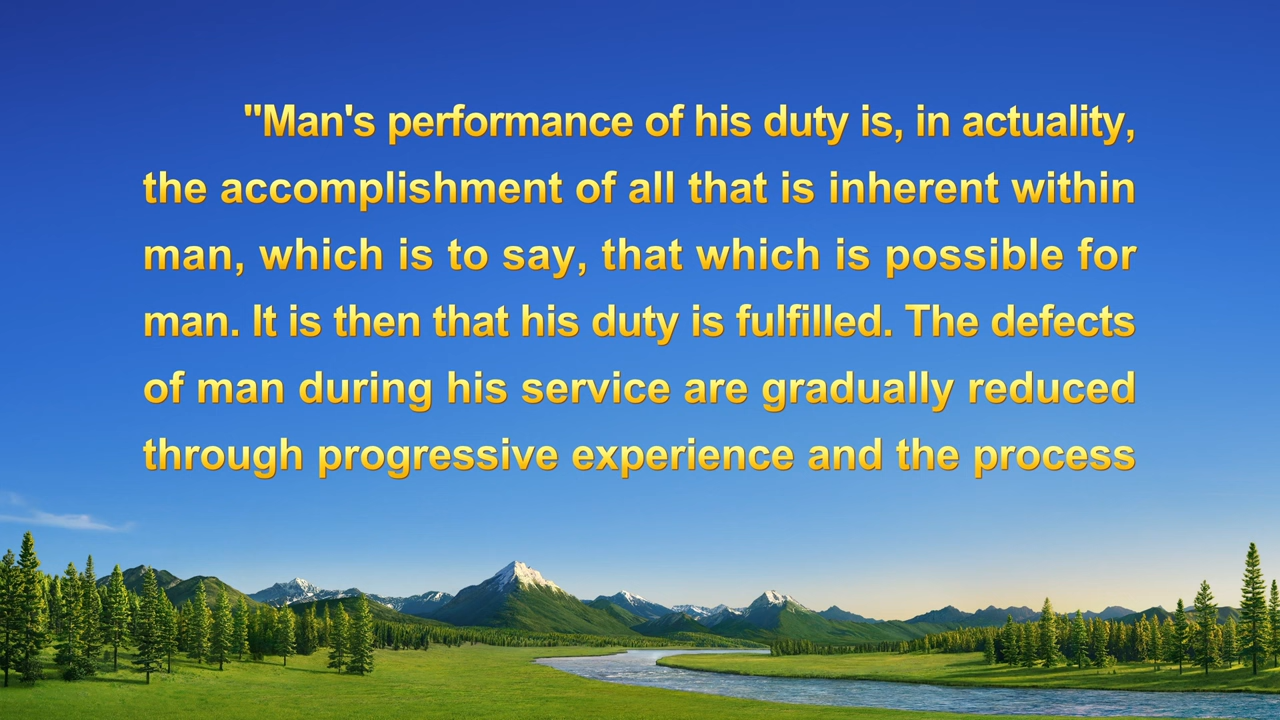 "Man's performance of his duty is, in actuality,
the accomplishment of all that is inherent within
man, which is to say, that which is possible for
man. It is then that his duty is fulfilled. The defects
of man during his service are gradually reduced
through progressive experience and the process